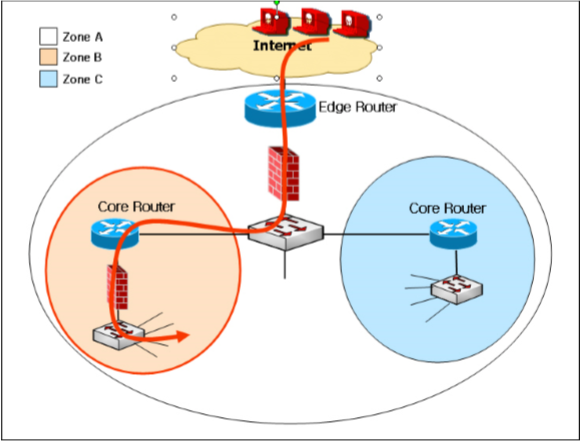 Zone A
Zone B
Zone C
Internet
Edge Router
Core Router
Core Router